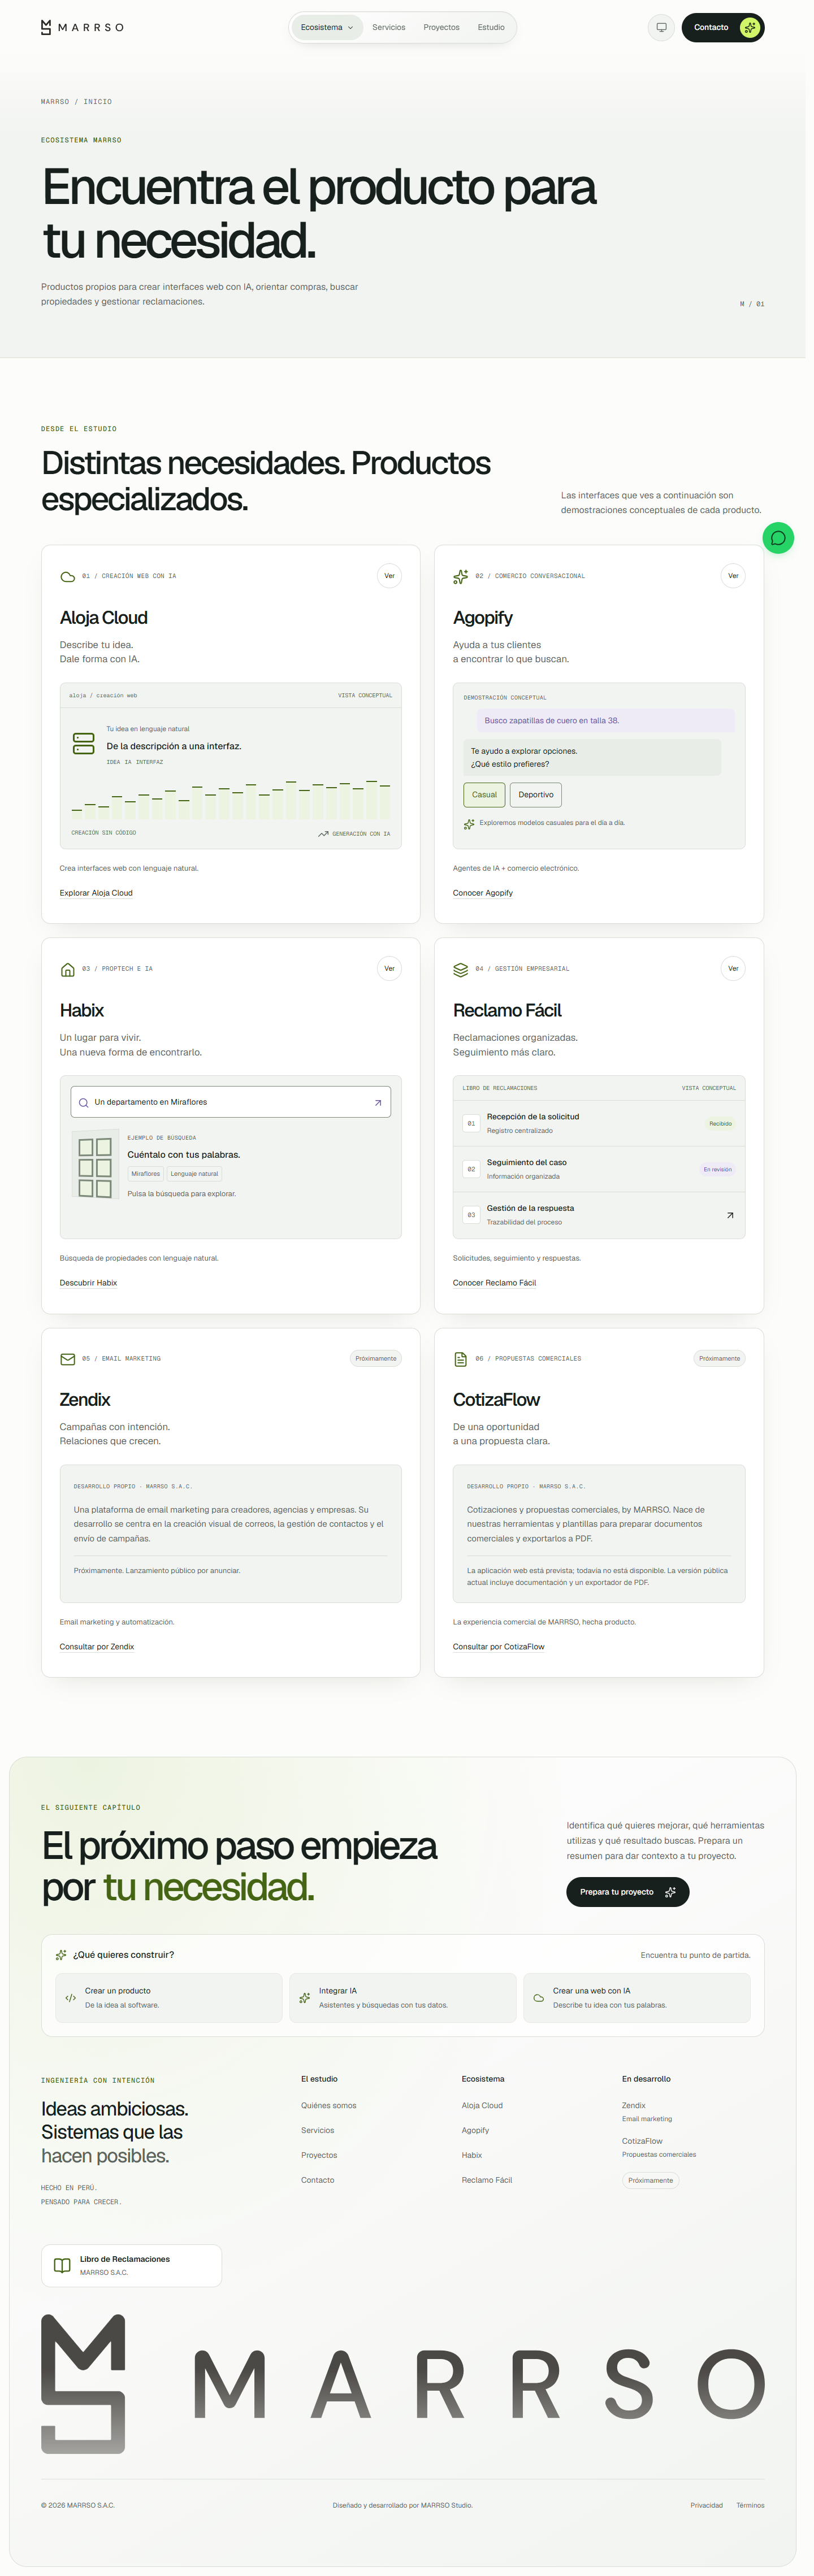 MARRSO
Ecosistema
Servicios
Proyectos
Estudio
Contacto
MARRSO / INICIO
ECOSISTEMA MARRSO
Encuentra el producto para
tu necesidad.
Productos propios para crear interfaces web con IA, orientar compras, buscar
propiedades y gestionar reclamaciones.
M / 01
DESDE EL ESTUDIO
Distintas necesidades. Productos
especializados.
Las interfaces que ves a continuación son
demostraciones conceptuales de cada producto.
01 / CREACIÓN WEB CON IA
Ver
Aloja Cloud
Describe tu idea.
Dale forma con IA.
aloja / creación web
VISTA CONCEPTUAL
Tu idea en lenguaje natural
De la descripción a una interfaz.
IDEA IA INTERFAZ
CREACIÓN SIN CÓDIGO
GENERACIÓN CON IA
Crea interfaces web con lenguaje natural.
Explorar Aloja Cloud
02 / COMERCIO CONVERSACIONAL
Ver
Agopify
Ayuda a tus clientes
a encontrar lo que buscan.
DEMOSTRACIÓN CONCEPTUAL
Busco zapatillas de cuero en talla 38.
Te ayudo a explorar opciones.
¿Qué estilo prefieres?
Casual
Deportivo
Exploremos modelos casuales para el día a día.
Agentes de IA + comercio electrónico.
Conocer Agopify
03 / PROPTECH E IA
Ver
Habix
Un lugar para vivir.
Una nueva forma de encontrarlo.
Un departamento en Miraflores
EJEMPLO DE BÚSQUEDA
Cuéntalo con tus palabras.
Miraflores
Lenguaje natural
Pulsa la búsqueda para explorar.
Búsqueda de propiedades con lenguaje natural.
Descubrir Habix
04 / GESTIÓN EMPRESARIAL
Ver
Reclamo Fácil
Reclamaciones organizadas.
Seguimiento más claro.
LIBRO DE RECLAMACIONES
VISTA CONCEPTUAL
01
Recepción de la solicitud
Registro centralizado
Recibido
02
Seguimiento del caso
Información organizada
En revisión
03
Gestión de la respuesta
Trazabilidad del proceso
Solicitudes, seguimiento y respuestas.
Conocer Reclamo Fácil
05 / EMAIL MARKETING
Próximamente
Zendix
Campañas con intención.
Relaciones que crecen.
DESARROLLO PROPIO · MARRSO S.A.C.
Una plataforma de email marketing para creadores, agencias y empresas. Su
desarrollo se centra en la creación visual de correos, la gestión de contactos y el
envío de campañas.
Próximamente. Lanzamiento público por anunciar.
Email marketing y automatización.
Consultar por Zendix
06 / PROPUESTAS COMERCIALES
Próximamente
CotizaFlow
De una oportunidad
a una propuesta clara.
DESARROLLO PROPIO · MARRSO S.A.C.
Cotizaciones y propuestas comerciales, by MARRSO. Nace de
nuestras herramientas y plantillas para preparar documentos
comerciales y exportarlos a PDF.
La aplicación web está prevista; todavía no está disponible. La versión pública
actual incluye documentación y un exportador de PDF.
La experiencia comercial de MARRSO, hecha producto.
Consultar por CotizaFlow
EL SIGUIENTE CAPÍTULO
El próximo paso empieza
por tu necesidad.
Identifica qué quieres mejorar, qué herramientas
utilizas y qué resultado buscas. Prepara un
resumen para dar contexto a tu proyecto.
Prepara tu proyecto
¿Qué quieres construir?
Encuentra tu punto de partida.
Crear un producto
De la idea al software.
Integrar IA
Asistentes y búsquedas con tus datos.
Crear una web con IA
Describe tu idea con tus palabras.
INGENIERÍA CON INTENCIÓN
Ideas ambiciosas.
Sistemas que las
hacen posibles.
HECHO EN PERÚ.
PENSADO PARA CRECER.
El estudio
Quiénes somos
Servicios
Proyectos
Contacto
Ecosistema
Aloja Cloud
Agopify
Habix
Reclamo Fácil
En desarrollo
Zendix
Email marketing
CotizaFlow
Propuestas comerciales
Próximamente
Libro de Reclamaciones
MARRSO S.A.C.
MARRSO
© 2026 MARRSO S.A.C.
Diseñado y desarrollado por MARRSO Studio.
Privacidad
Términos